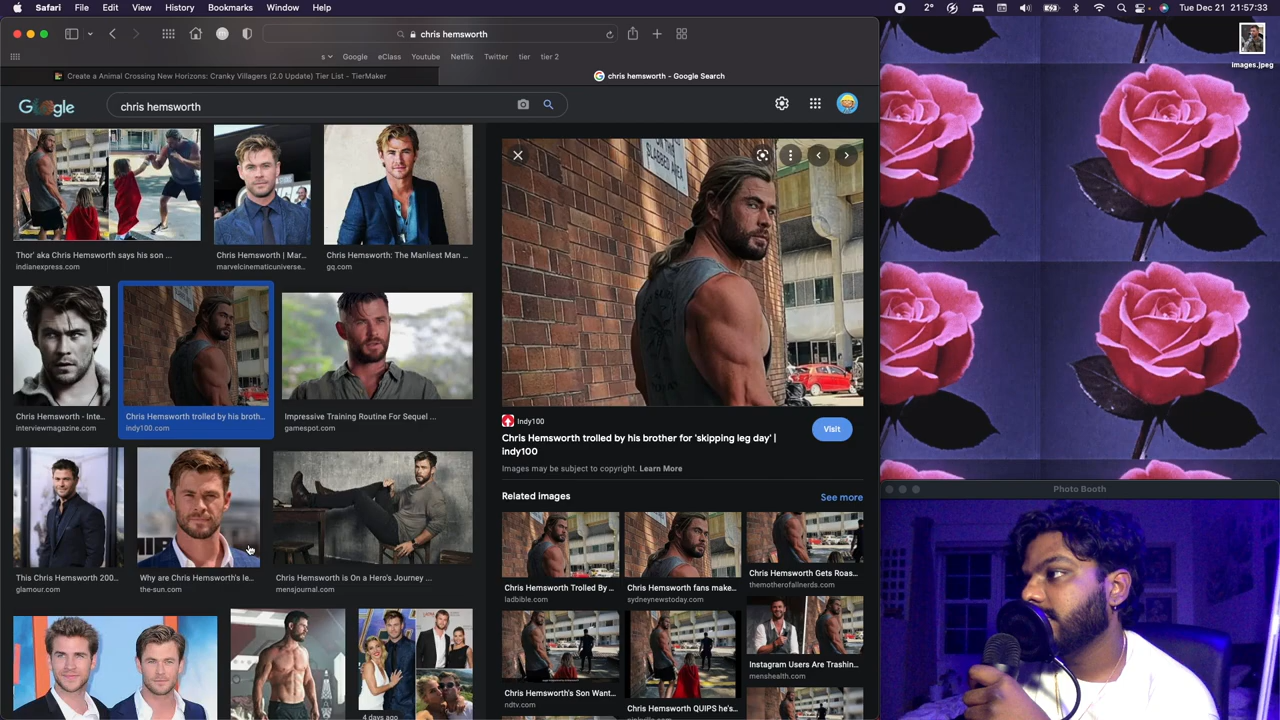 Safari File Edit View History Bookmarks Window Help
2° Tue Dec 21 21:57:33
chris hemsworth
s Google eClass Youtube Netflix Twitter tier tier 2
Create a Animal Crossing New Horizons: Cranky Villagers (2.0 Update) Tier List - TierMaker
chris hemsworth - Google Search
images.jpeg
Google
chris hemsworth
Thor' aka Chris Hemsworth says his son ...
indianexpress.com
Chris Hemsworth | Mar...
marvelcinematicuniverse...
Chris Hemsworth: The Manliest Man ...
gq.com
Chris Hemsworth - Inte...
interviewmagazine.com
Chris Hemsworth trolled by his broth...
indy100.com
Impressive Training Routine For Sequel ...
gamespot.com
This Chris Hemsworth 200...
glamour.com
Why are Chris Hemsworth's le...
the-sun.com
Chris Hemsworth is On a Hero's Journey ...
mensjournal.com
4 days ago
Indy100
Chris Hemsworth trolled by his brother for 'skipping leg day' |
indy100
Visit
Images may be subject to copyright. Learn More
Related images
See more
Chris Hemsworth Trolled By ...
ladbible.com
Chris Hemsworth fans make...
sydneynewstoday.com
Chris Hemsworth Gets Roas...
themotherofallnerds.com
Chris Hemsworth's Son Want...
ndtv.com
Chris Hemsworth QUIPS he's...
Instagram Users Are Trashin...
menshealth.com
Photo Booth